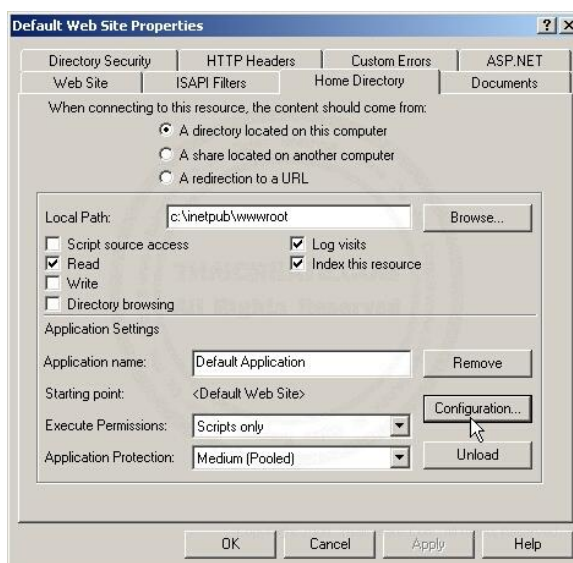 Default Web Site Properties
Directory Security HTTP Headers Custom Errors ASP.NET
Web Site ISAPI Filters Home Directory Documents
When connecting to this resource, the content should come from:
A directory located on this computer
A share located on another computer
A redirection to a URL
Local Path: c:\inetpub\wwwroot Browse...
Script source access Log visits
Read Index this resource
Write
Directory browsing
All Rights Reserved
Application Settings
Application name: Default Application Remove
Starting point: <Default Web Site>
Configuration...
Execute Permissions: Scripts only
Application Protection: Medium (Pooled) Unload
OK Cancel Apply Help